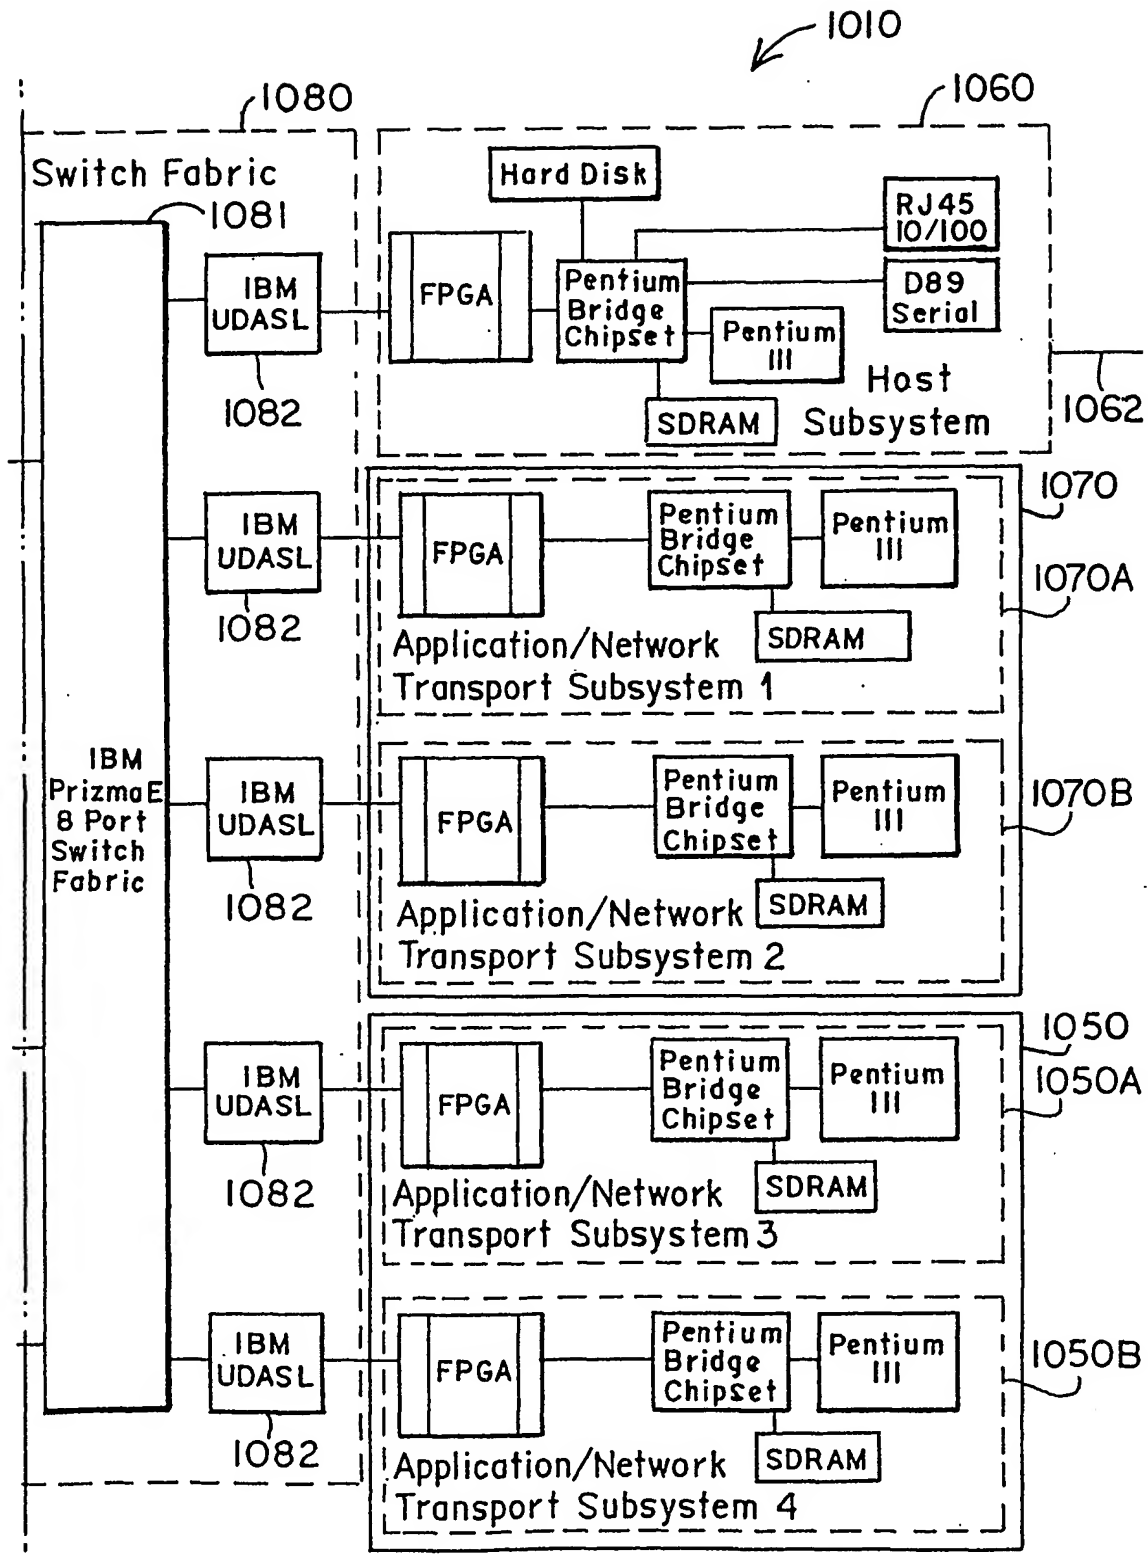 1010
1080
1060
Switch Fabric
1081
Hard Disk
RJ45
10/100
IBM
UDASL
FPGA
Pentium
Bridge
Chipset
D89
Serial
Pentium
III
1082
SDRAM
Host
Subsystem
1062
1070
IBM
UDASL
FPGA
Pentium
Bridge
Chipset
Pentium
III
1070A
1082
SDRAM
Application/Network
Transport Subsystem 1
IBM
PrizmaE
8 Port
Switch
Fabric
IBM
UDASL
FPGA
Pentium
Bridge
Chipset
Pentium
III
1070B
1082
SDRAM
Application/Network
Transport Subsystem 2
1050
IBM
UDASL
FPGA
Pentium
Bridge
Chipset
Pentium
III
1050A
1082
SDRAM
Application/Network
Transport Subsystem 3
IBM
UDASL
FPGA
Pentium
Bridge
Chipset
Pentium
III
1050B
1082
SDRAM
Application/Network
Transport Subsystem 4